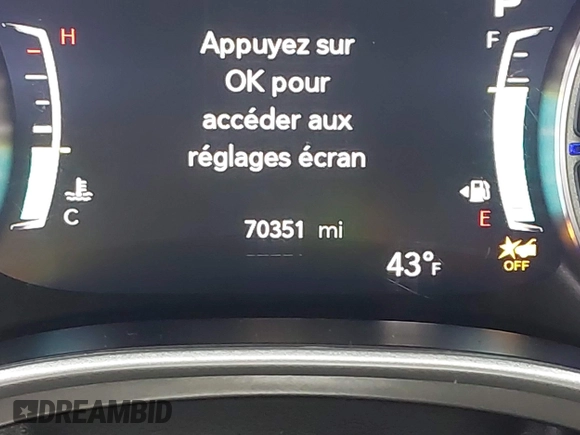 P
H
F
Appuyez sur
OK pour
accéder aux
réglages écran
C
E
70351 mi
43°F
OFF
DREAMBID